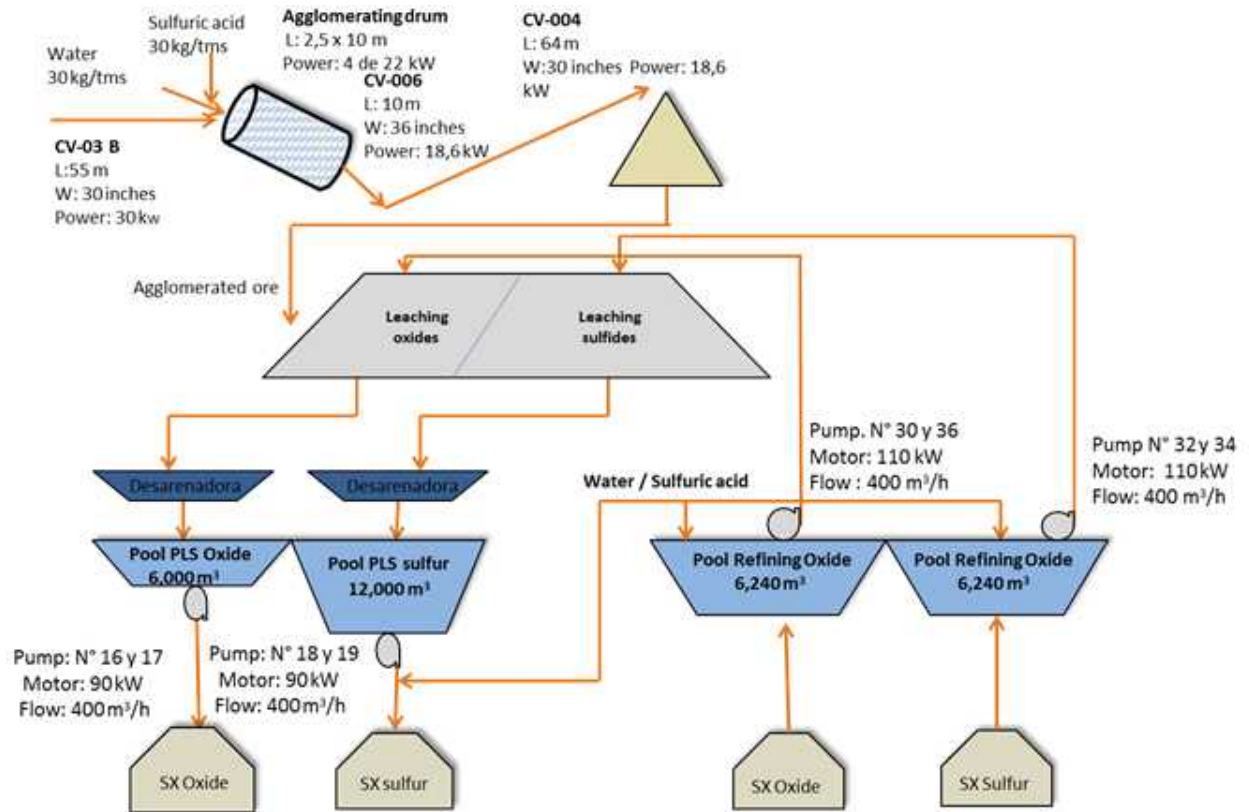 Sulfuric acid
30 kg/tms
Water
30 kg/tms
Agglomerating drum
L: 2,5 x 10 m
Power: 4 de 22 kW
CV-006
L: 10 m
W: 36 inches
Power: 18,6 kW
CV-004
L: 64 m
W:30 inches Power: 18,6
kW
CV-03 B
L:55 m
W: 30 inches
Power: 30 kw
Agglomerated ore
Leaching
oxides
Leaching
sulfides
Desarenadora
Desarenadora
Water / Sulfuric acid
Pump. N° 30 y 36
Motor: 110 kW
Flow : 400 m³/h
Pump N° 32 y 34
Motor: 110 kW
Flow: 400 m³/h
Pool PLS Oxide
6,000 m³
Pool PLS sulfur
12,000 m³
Pool Refining Oxide
6,240 m³
Pool Refining Oxide
6,240 m³
Pump: N° 16 y 17
Motor: 90 kW
Flow: 400 m³/h
Pump: N° 18 y 19
Motor: 90 kW
Flow: 400 m³/h
SX Oxide
SX sulfur
SX Oxide
SX Sulfur